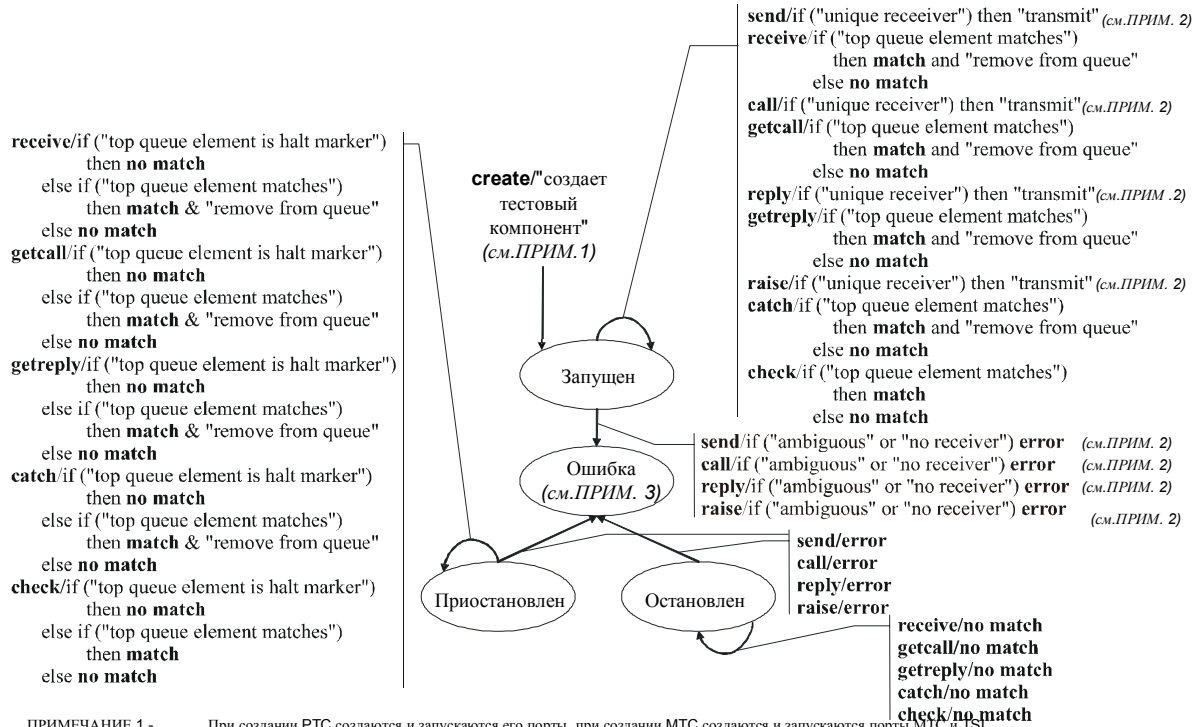 send/if ("unique receeiver") then "transmit" (см.ПРИМ. 2)
receive/if ("top queue element matches")
then match and "remove from queue"
else no match
call/if ("unique receiver") then "transmit" (см.ПРИМ. 2)
getcall/if ("top queue element matches")
then match and "remove from queue"
else no match
reply/if ("unique receiver") then "transmit" (см.ПРИМ .2)
getreply/if ("top queue element matches")
then match and "remove from queue"
else no match
raise/if ("unique receiver") then "transmit" (см.ПРИМ. 2)
catch/if ("top queue element matches")
then match and "remove from queue"
else no match
check/if ("top queue element matches")
then match
else no match
receive/if ("top queue element is halt marker")
then no match
else if ("top queue element matches")
then match & "remove from queue"
else no match
getcall/if ("top queue element is halt marker")
then no match
else if ("top queue element matches")
then match & "remove from queue"
else no match
getreply/if ("top queue element is halt marker")
then no match
else if ("top queue element matches")
then match & "remove from queue"
else no match
catch/if ("top queue element is halt marker")
then no match
else if ("top queue element matches")
then match & "remove from queue"
else no match
check/if ("top queue element is halt marker")
then no match
else if ("top queue element matches")
then match
else no match
create/"создает
тестовый
компонент"
(см.ПРИМ.1)
Запущен
Ошибка
(см.ПРИМ. 3)
Приостановлен
Остановлен
send/if ("ambiguous" or "no receiver") error (см.ПРИМ. 2)
call/if ("ambiguous" or "no receiver") error (см.ПРИМ. 2)
reply/if ("ambiguous" or "no receiver") error (см.ПРИМ. 2)
raise/if ("ambiguous" or "no receiver") error (см.ПРИМ. 2)
send/error
call/error
reply/error
raise/error
receive/no match
getcall/no match
getreply/no match
catch/no match
check/no match
ПРИМЕЧАНИЕ 1 - При создании PTC создаются и запускаются его порты, при создании MTC создаются и запускаются порты MTC и TSI